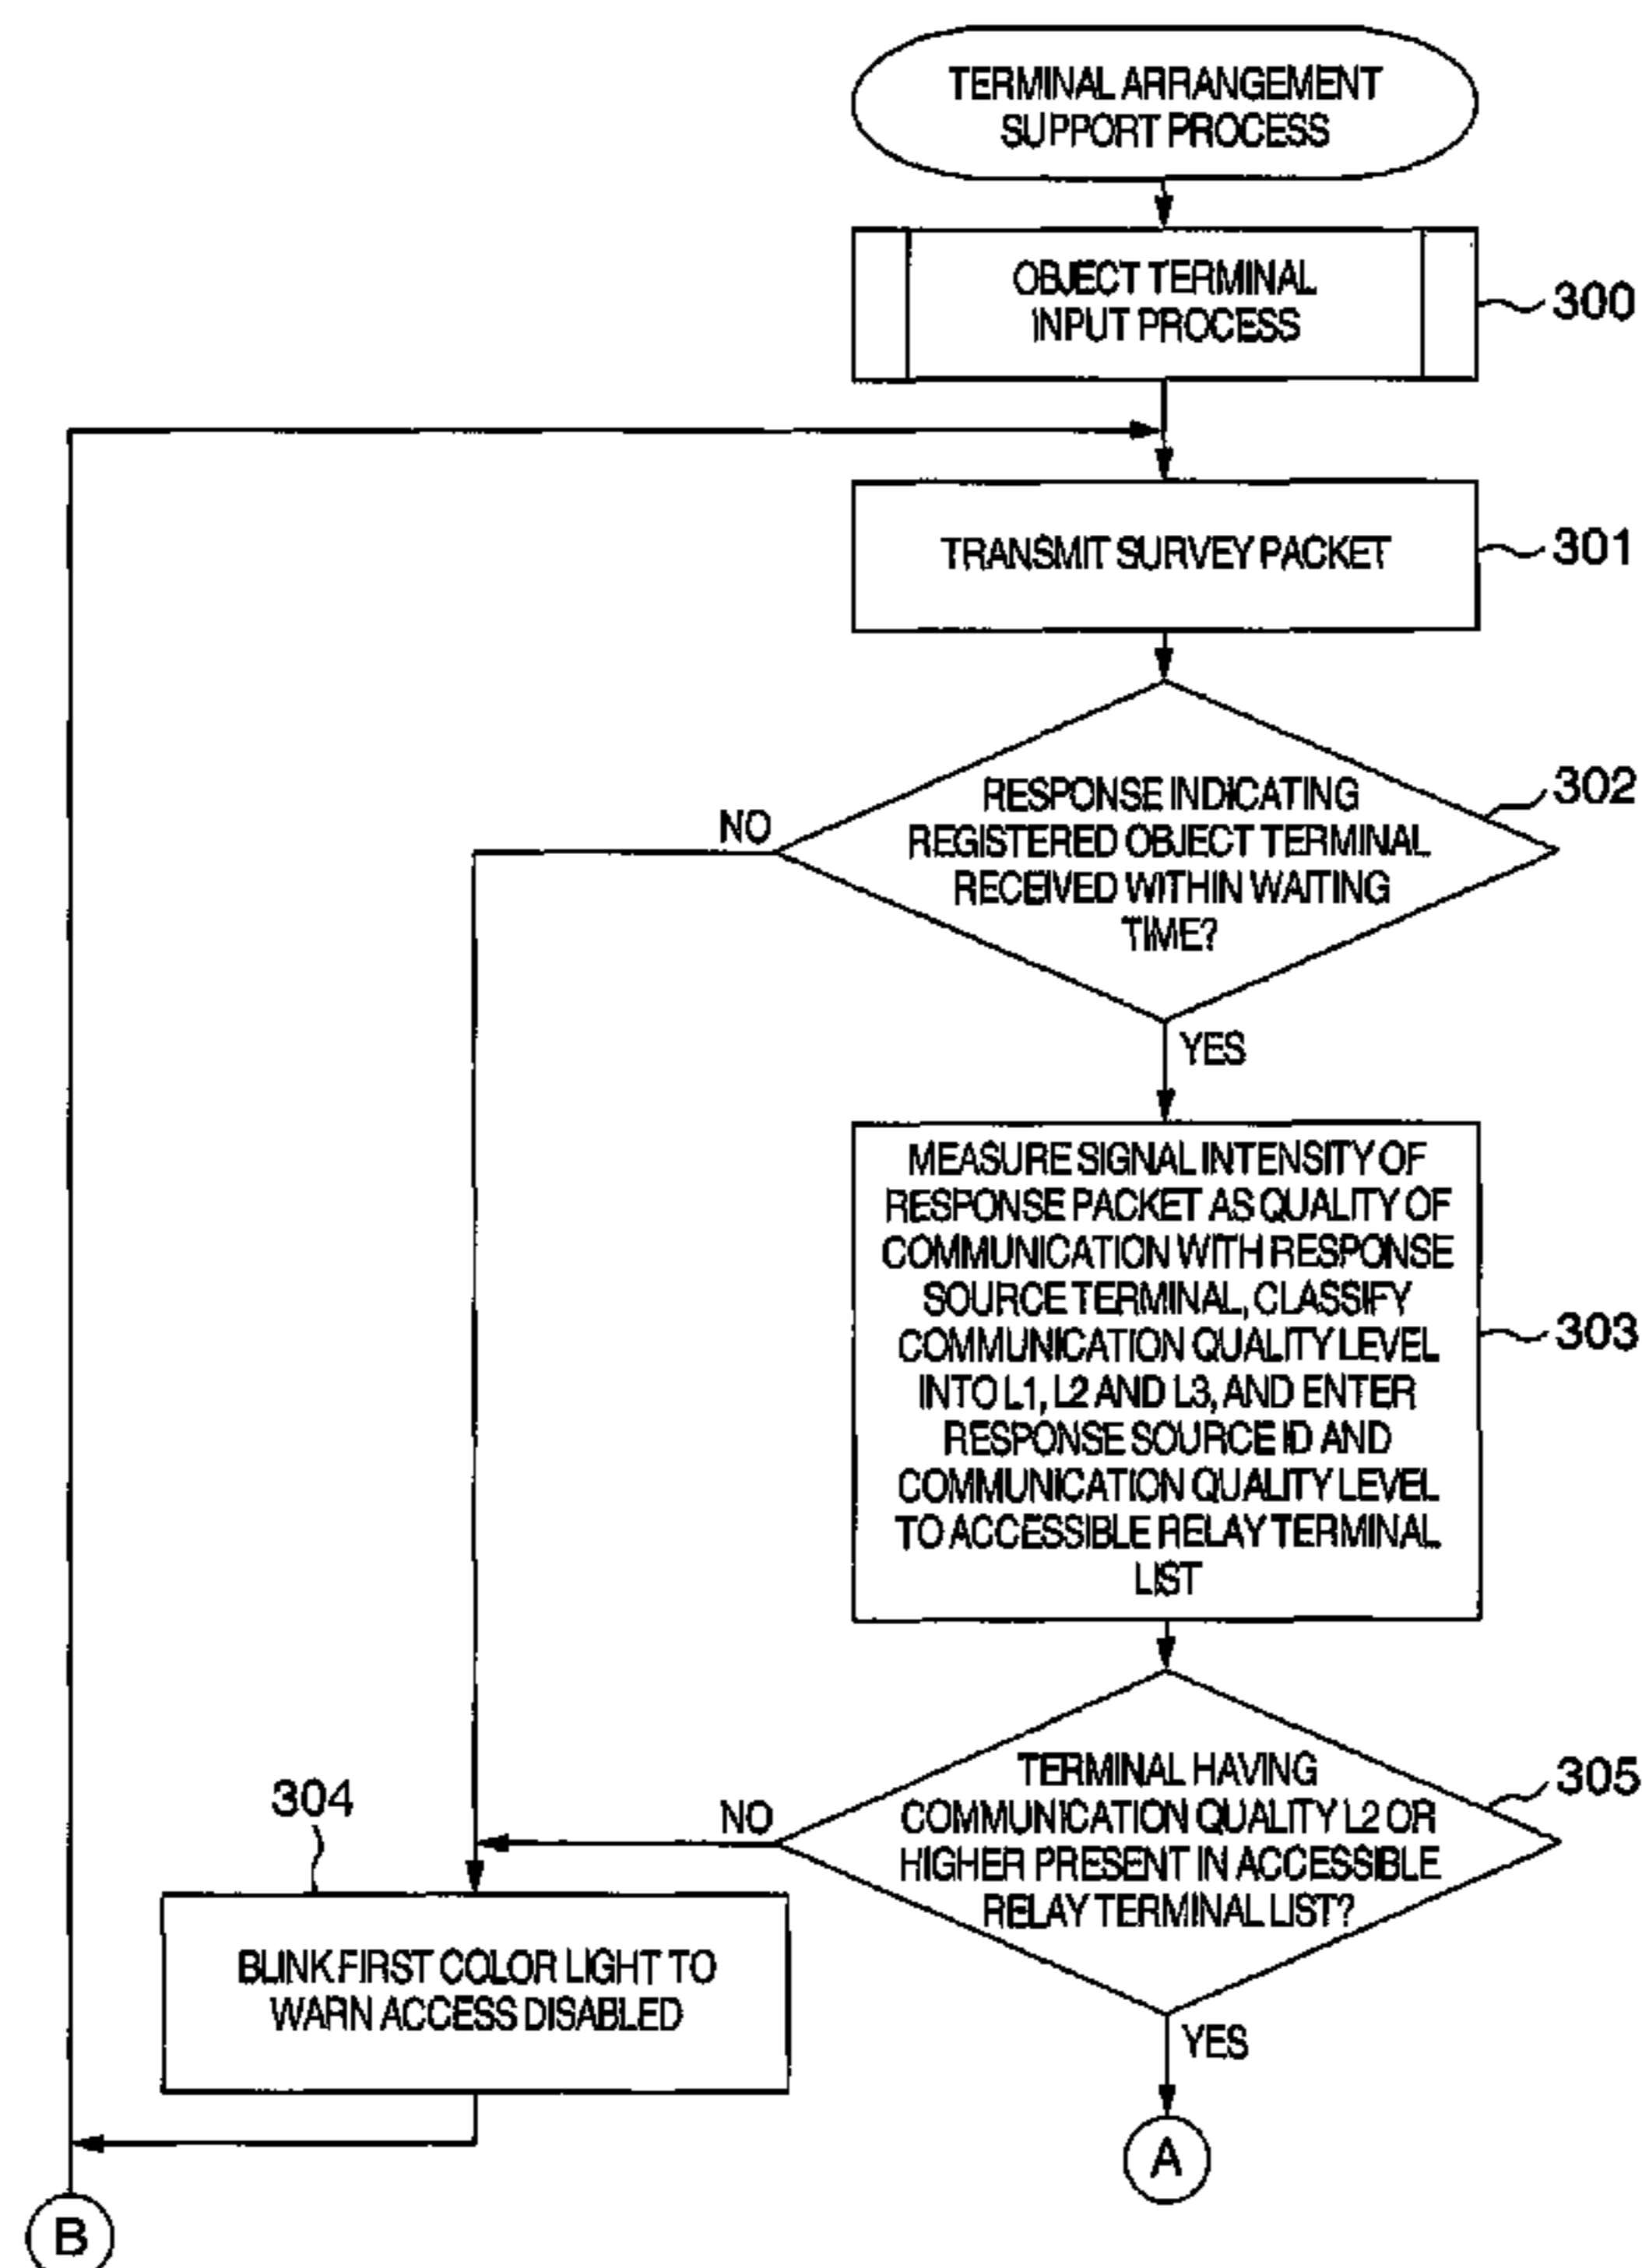 TERMINAL ARRANGEMENT
SUPPORT PROCESS
OBJECT TERMINAL
INPUT PROCESS
300
TRANSMIT SURVEY PACKET
301
RESPONSE INDICATING
REGISTERED OBJECT TERMINAL
RECEIVED WITHIN WAITING
TIME?
302
NO
YES
MEASURE SIGNAL INTENSITY OF
RESPONSE PACKET AS QUALITY OF
COMMUNICATION WITH RESPONSE
SOURCE TERMINAL, CLASSIFY
COMMUNICATION QUALITY LEVEL
INTO L1, L2 AND L3, AND ENTER
RESPONSE SOURCE ID AND
COMMUNICATION QUALITY LEVEL
TO ACCESSIBLE RELAY TERMINAL
LIST
303
TERMINAL HAVING
COMMUNICATION QUALITY L2 OR
HIGHER PRESENT IN ACCESSIBLE
RELAY TERMINAL LIST?
305
NO
304
BLINK FIRST COLOR LIGHT TO
WARN ACCESS DISABLED
YES
A
B